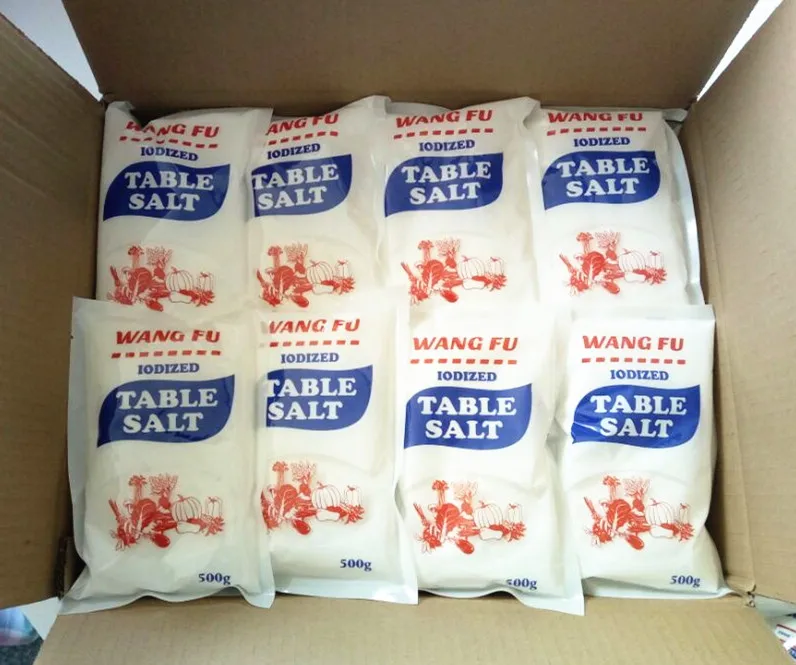 WANG FU
IODIZED
TABLE
SALT
ANG FU
IODIZED
TABLE
SALT
WANG FU
IODIZED
TABLE
SALT
WANG FU
IODIZED
TABLE
SALT
WANG FU
IODIZED
TABLE
SALT
500g
WANG FU
IODIZED
TABLE
SALT
500g
WANG FU
IODIZED
TABLE
SALT
500g
WANG FU
IODIZED
TABLE
SALT
500g